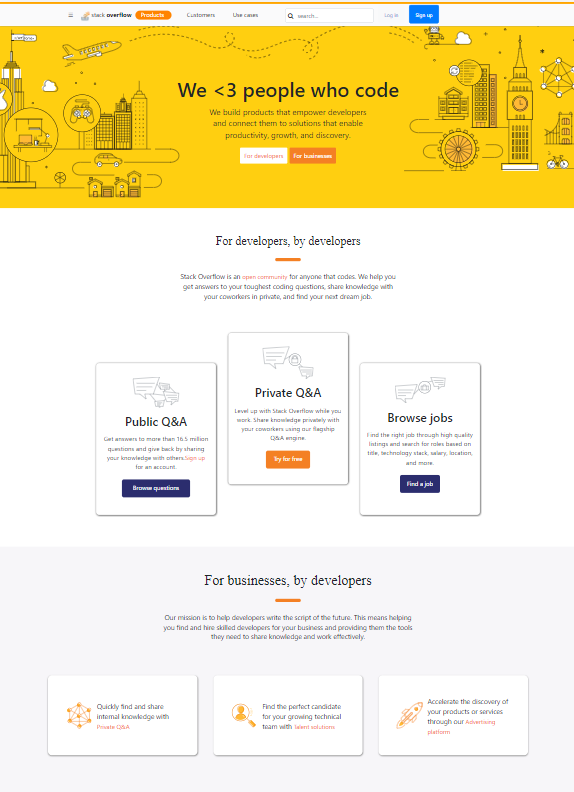 stack overflow Products Customers Use cases search... Log in Sign up
We <3 people who code
We build products that empower developers
and connect them to solutions that enable
productivity, growth, and discovery.
For developers For businesses
For developers, by developers
Stack Overflow is an open community for anyone that codes. We help you
get answers to your toughest coding questions, share knowledge with
your coworkers in private, and find your next dream job.
Public Q&A
Get answers to more than 16.5 million
questions and give back by sharing
your knowledge with others.Sign up
for an account.
Browse questions
Private Q&A
Level up with Stack Overflow while you
work. Share knowledge privately with
your coworkers using our flagship
Q&A engine.
Try for free
Browse jobs
Find the right job through high quality
listings and search for roles based on
title, technology stack, salary, location,
and more.
Find a job
For businesses, by developers
Our mission is to help developers write the script of the future. This means helping
you find and hire skilled developers for your business and providing them the tools
they need to share knowledge and work effectively.
Quickly find and share
internal knowledge with
Private Q&A
Find the perfect candidate
for your growing technical
team with talent solutions
Accelerate the discovery of
your products or services
through our Advertising
platform